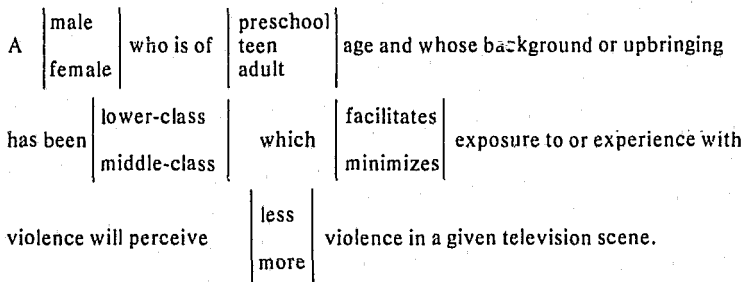 male preschool
A who is of teen age and whose background or upbringing
female adult
lower-class facilitates
has been which exposure to or experience with
middle-class minimizes
less
violence will perceive violence in a given television scene.
more